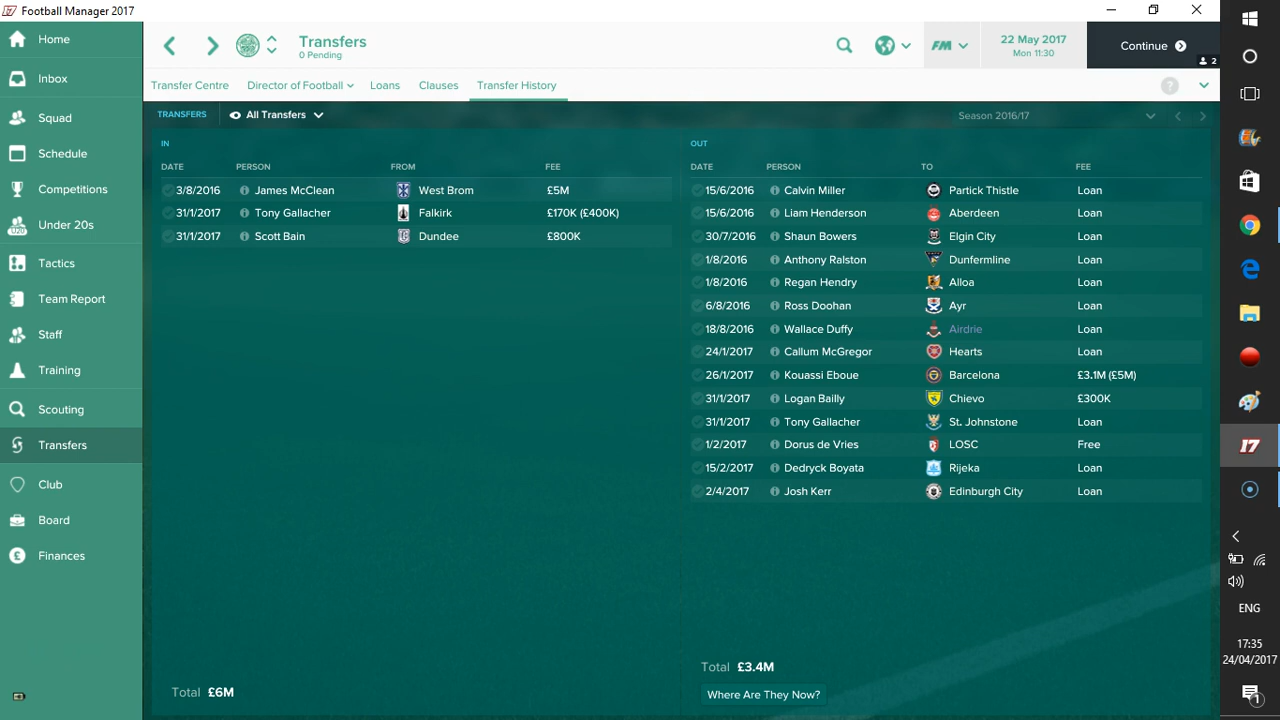 Football Manager 2017
Home
Inbox
Squad
Schedule
Competitions
U20
Under 20s
Tactics
Team Report
Staff
Training
Scouting
Transfers
Club
Board
Finances
Transfers
0 Pending
FM
22 May 2017
Mon 11:30
Continue
2
Transfer Centre Director of Football Loans Clauses Transfer History
?
TRANSFERS All Transfers Season 2016/17
IN
DATE PERSON FROM FEE
3/8/2016 James McClean West Brom £5M
31/1/2017 Tony Gallacher Falkirk £170K (£400K)
31/1/2017 Scott Bain Dundee £800K
Total £6M
OUT
DATE PERSON TO FEE
15/6/2016 Calvin Miller Partick Thistle Loan
15/6/2016 Liam Henderson Aberdeen Loan
30/7/2016 Shaun Bowers Elgin City Loan
1/8/2016 Anthony Ralston Dunfermline Loan
1/8/2016 Regan Hendry Alloa Loan
6/8/2016 Ross Doohan Ayr Loan
18/8/2016 Wallace Duffy Airdrie Loan
24/1/2017 Callum McGregor Hearts Loan
26/1/2017 Kouassi Eboue Barcelona £3.1M (£5M)
31/1/2017 Logan Bailly Chievo £300K
31/1/2017 Tony Gallacher St. Johnstone Loan
1/2/2017 Dorus de Vries LOSC Free
15/2/2017 Dedryck Boyata Rijeka Loan
2/4/2017 Josh Kerr Edinburgh City Loan
Total £3.4M
Where Are They Now?
17
ENG
17:35
24/04/2017
1